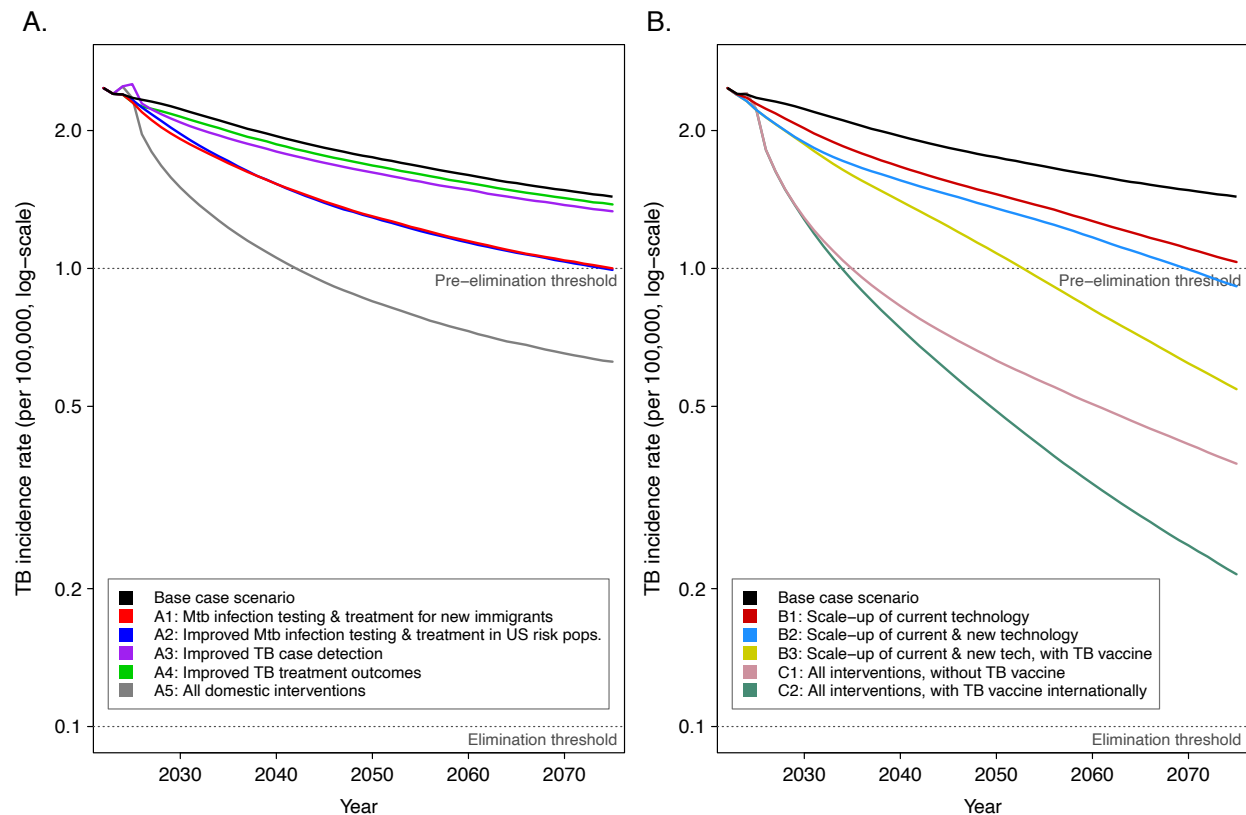 A.
TB incidence rate (per 100,000, log−scale)
2.0
1.0
0.5
0.2
0.1
Pre−elimination threshold
Base case scenario
A1: Mtb infection testing & treatment for new immigrants
A2: Improved Mtb infection testing & treatment in US risk pops.
A3: Improved TB case detection
A4: Improved TB treatment outcomes
A5: All domestic interventions
Elimination threshold
2030 2040 2050 2060 2070
Year
B.
TB incidence rate (per 100,000, log−scale)
2.0
1.0
0.5
0.2
0.1
Pre−elimination threshold
Base case scenario
B1: Scale−up of current technology
B2: Scale−up of current & new technology
B3: Scale−up of current & new tech, with TB vaccine
C1: All interventions, without TB vaccine
C2: All interventions, with TB vaccine internationally
Elimination threshold
2030 2040 2050 2060 2070
Year